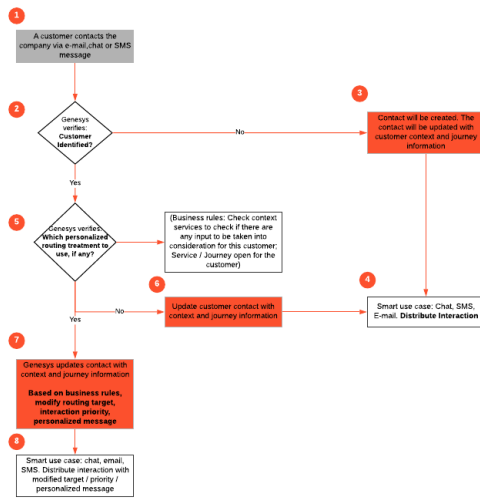 1
A customer contacts the
company via e-mail,chat or SMS
message
2
Genesys
verifies:
Customer
Identified?
No
3
Contact will be created. The
contact will be updated with
customer context and journey
information
Yes
5
Genesys verifies:
Which personalized
routing treatment to
use, if any?
(Business rules: Check context
services to check if there are
any input to be taken into
consideration for this customer;
Service / Journey open for the
customer)
4
Smart use case: Chat, SMS,
E-mail. Distribute Interaction
6
No
Update customer contact with
context and journey information
Yes
7
Genesys updates contact with
context and journey information
Based on business rules,
modify routing target,
interaction priority,
personalized message
8
Smart use case: chat, email,
SMS. Distribute interaction with
modified target / priority /
personalized message